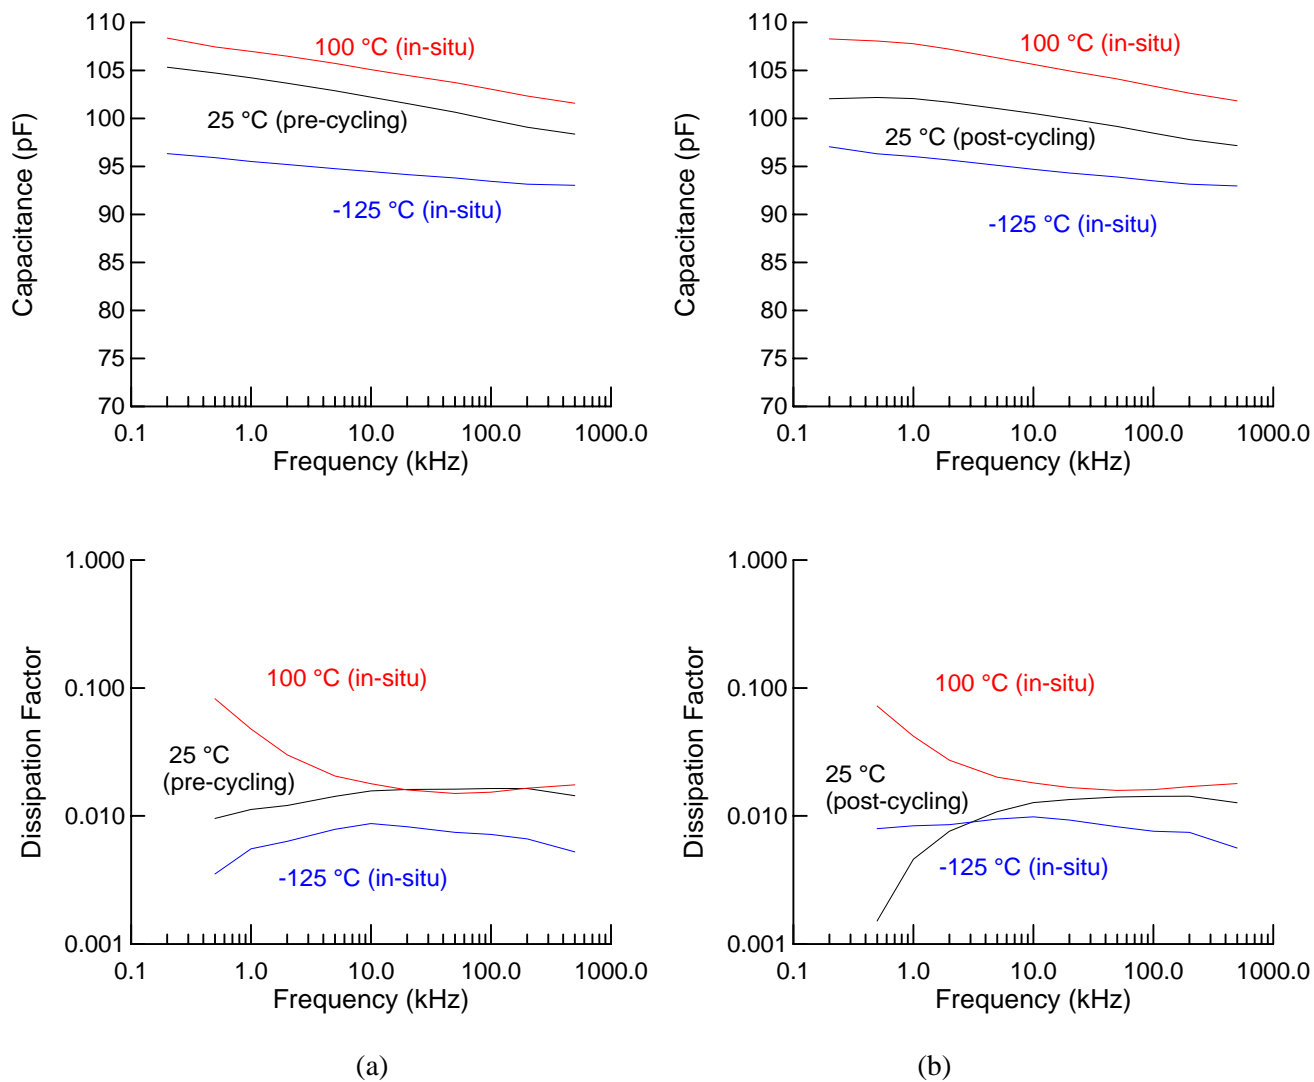 110
105
100
95
90
85
80
75
70
Capacitance (pF)
100 °C (in-situ)
25 °C (pre-cycling)
-125 °C (in-situ)
0.1 1.0 10.0 100.0 1000.0
Frequency (kHz)
110
105
100
95
90
85
80
75
70
Capacitance (pF)
100 °C (in-situ)
25 °C (post-cycling)
-125 °C (in-situ)
0.1 1.0 10.0 100.0 1000.0
Frequency (kHz)
1.000
0.100
0.010
0.001
Dissipation Factor
100 °C (in-situ)
25 °C
(pre-cycling)
-125 °C (in-situ)
0.1 1.0 10.0 100.0 1000.0
Frequency (kHz)
1.000
0.100
0.010
0.001
Dissipation Factor
100 °C (in-situ)
25 °C
(post-cycling)
-125 °C (in-situ)
0.1 1.0 10.0 100.0 1000.0
Frequency (kHz)
(a)
(b)